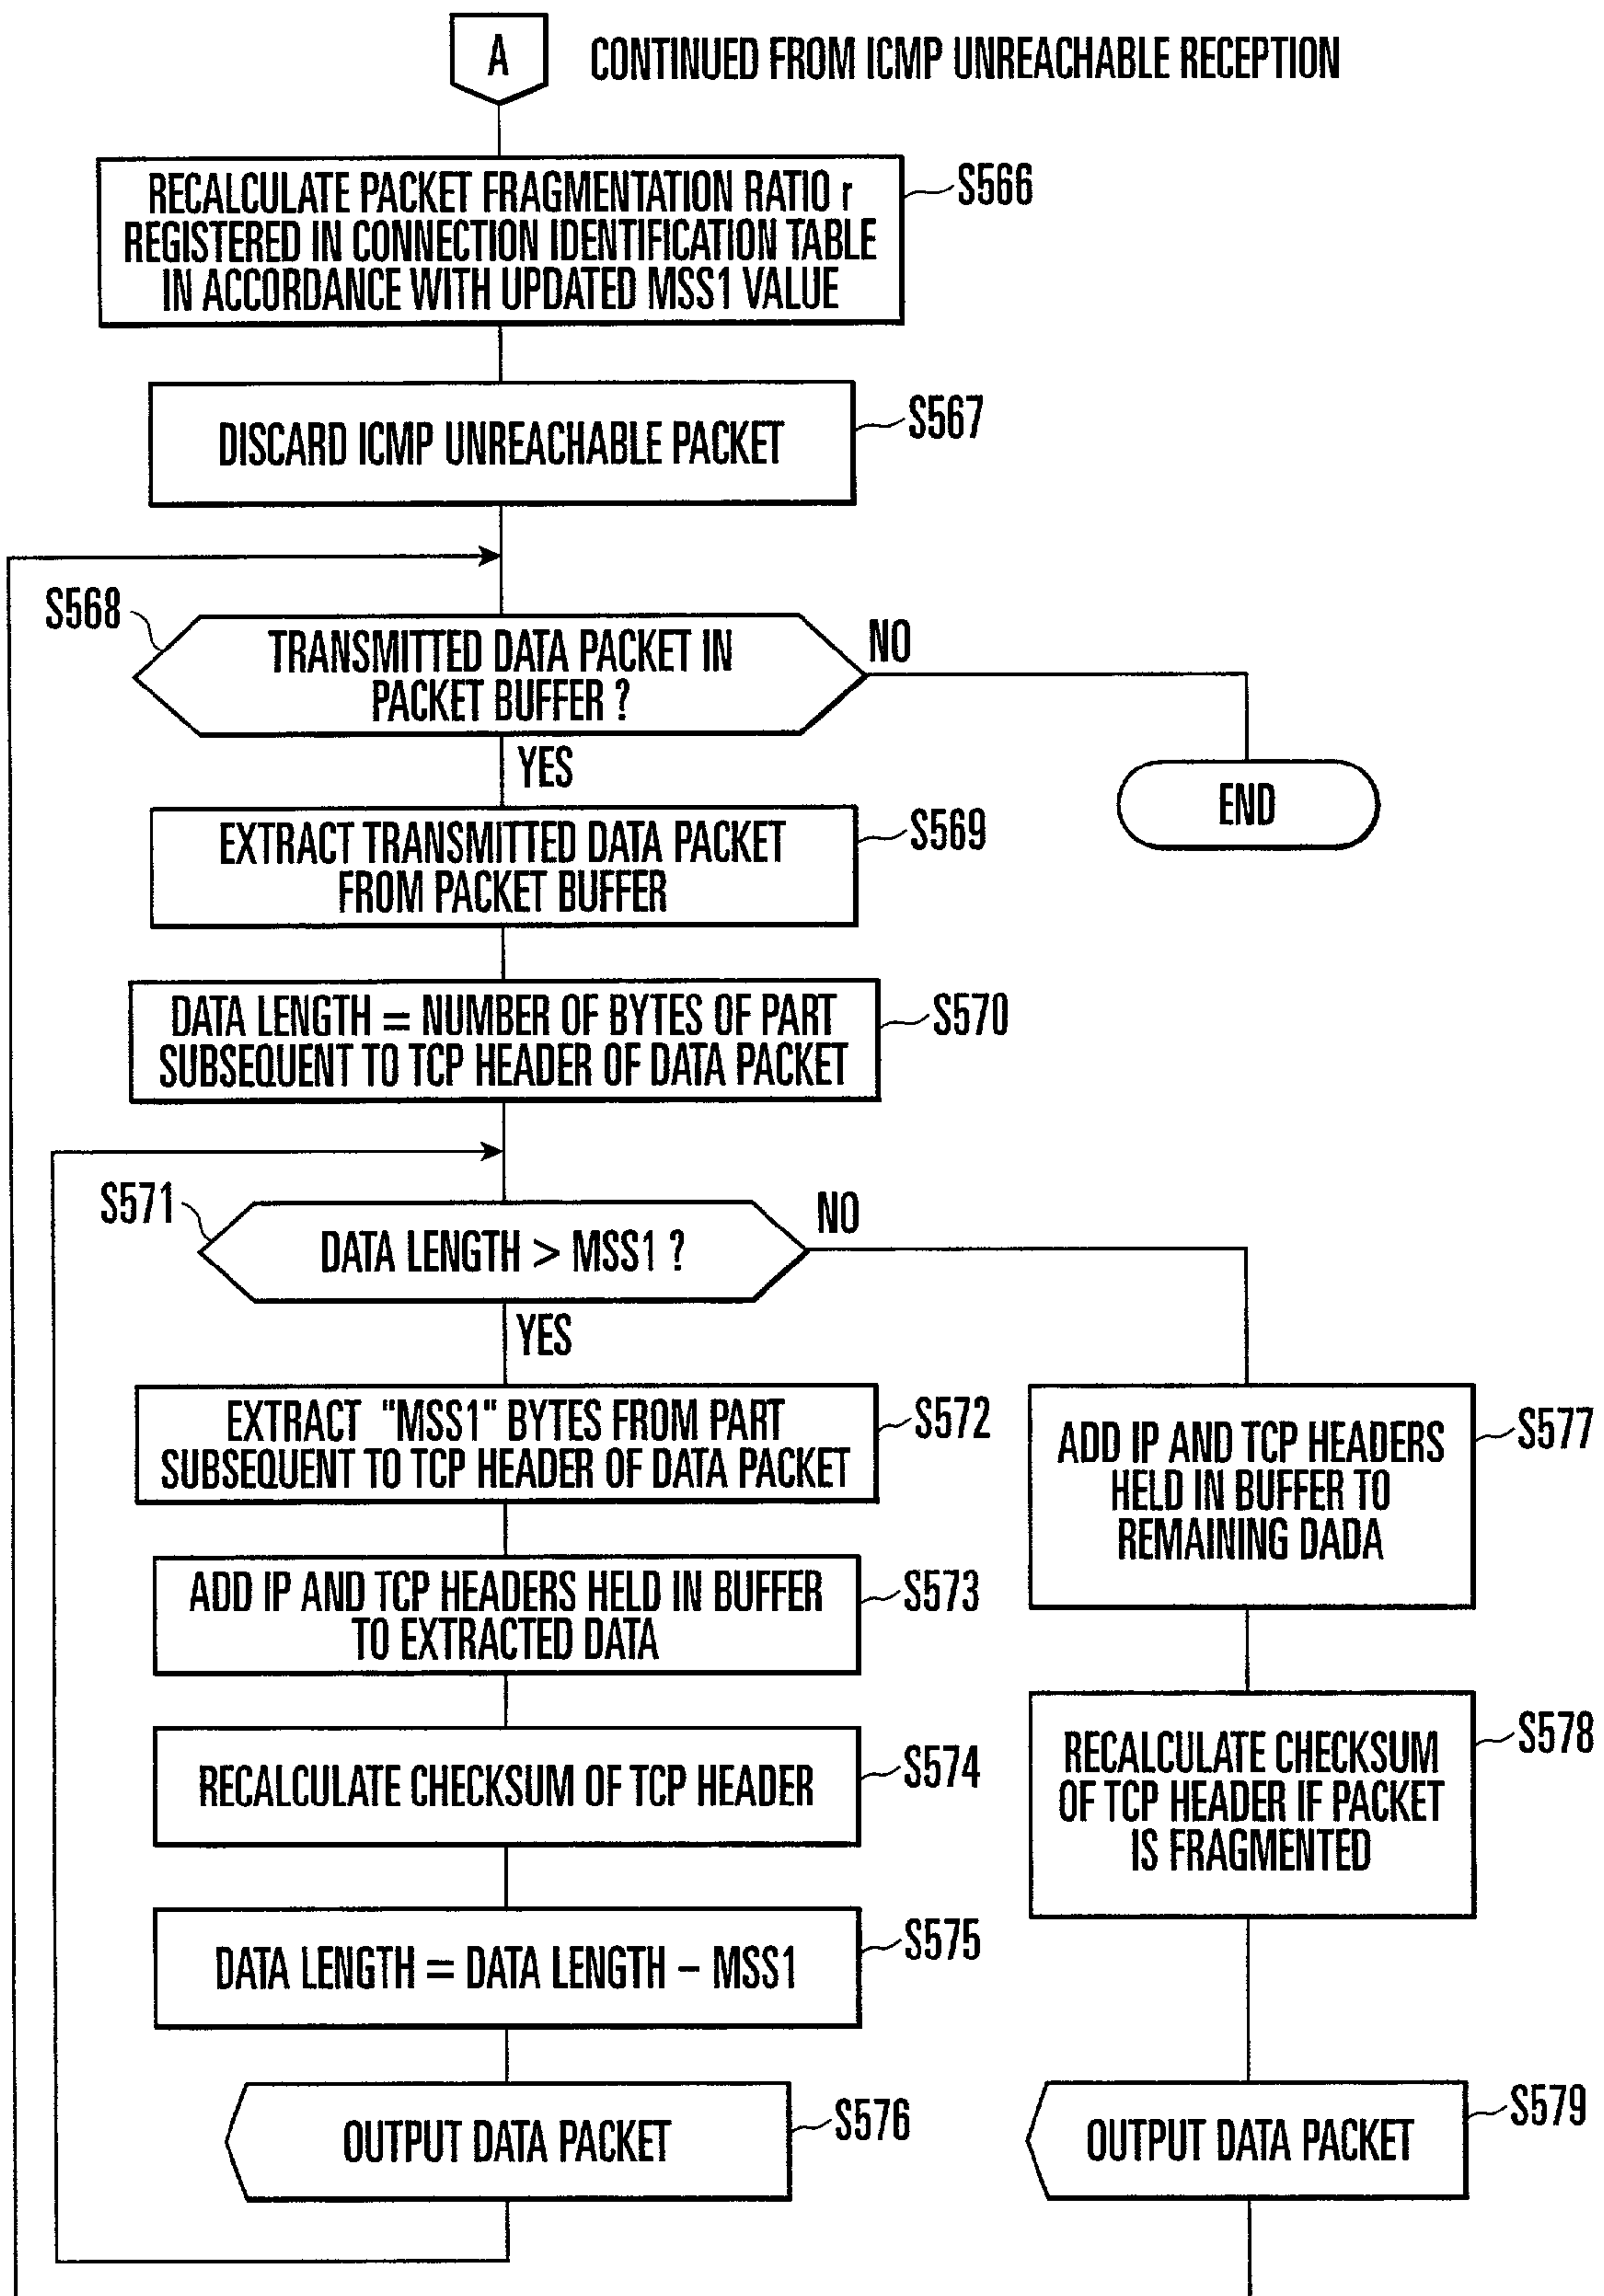 A
CONTINUED FROM ICMP UNREACHABLE RECEPTION
RECALCULATE PACKET FRAGMENTATION RATIO r
REGISTERED IN CONNECTION IDENTIFICATION TABLE
IN ACCORDANCE WITH UPDATED MSS1 VALUE
S566
DISCARD ICMP UNREACHABLE PACKET
S567
S568
TRANSMITTED DATA PACKET IN
PACKET BUFFER ?
NO
YES
END
EXTRACT TRANSMITTED DATA PACKET
FROM PACKET BUFFER
S569
DATA LENGTH = NUMBER OF BYTES OF PART
SUBSEQUENT TO TCP HEADER OF DATA PACKET
S570
S571
DATA LENGTH > MSS1 ?
NO
YES
EXTRACT "MSS1" BYTES FROM PART
SUBSEQUENT TO TCP HEADER OF DATA PACKET
S572
ADD IP AND TCP HEADERS HELD IN BUFFER
TO EXTRACTED DATA
S573
RECALCULATE CHECKSUM OF TCP HEADER
S574
DATA LENGTH = DATA LENGTH – MSS1
S575
OUTPUT DATA PACKET
S576
ADD IP AND TCP HEADERS
HELD IN BUFFER TO
REMAINING DADA
S577
RECALCULATE CHECKSUM
OF TCP HEADER IF PACKET
IS FRAGMENTED
S578
OUTPUT DATA PACKET
S579